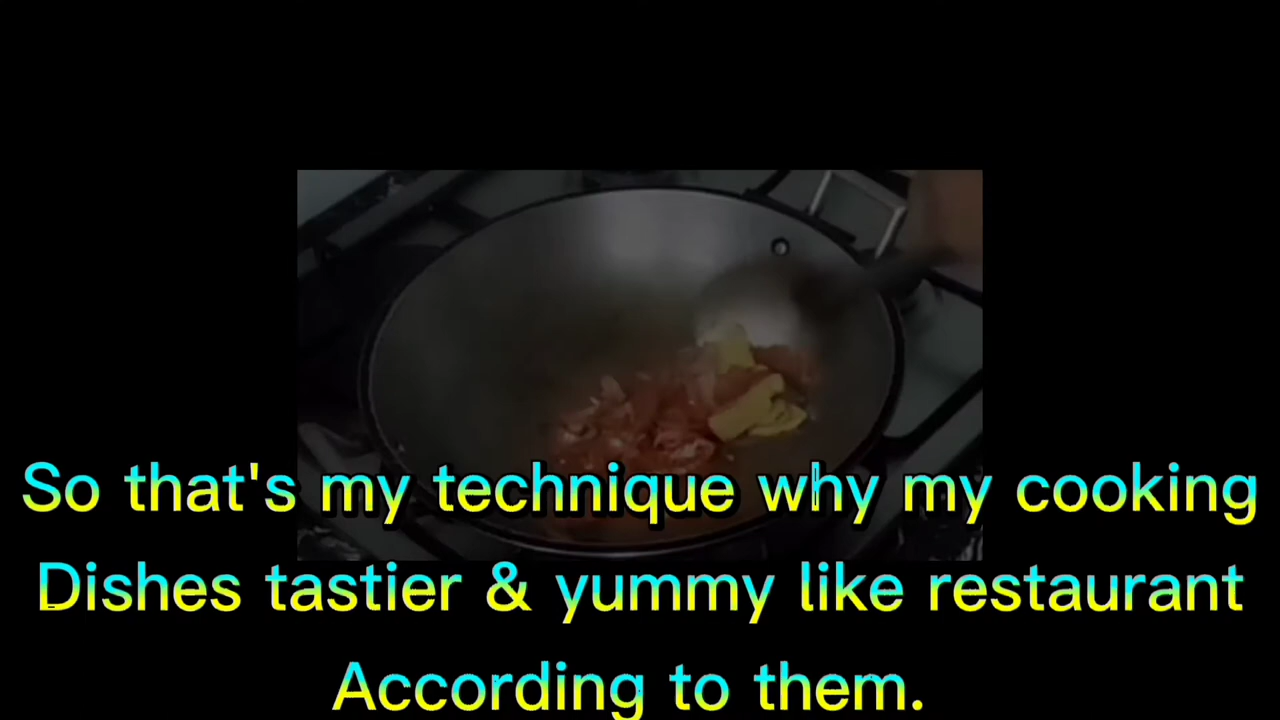 So that's my technique why my cooking
Dishes tastier & yummy like restaurant
According to them.